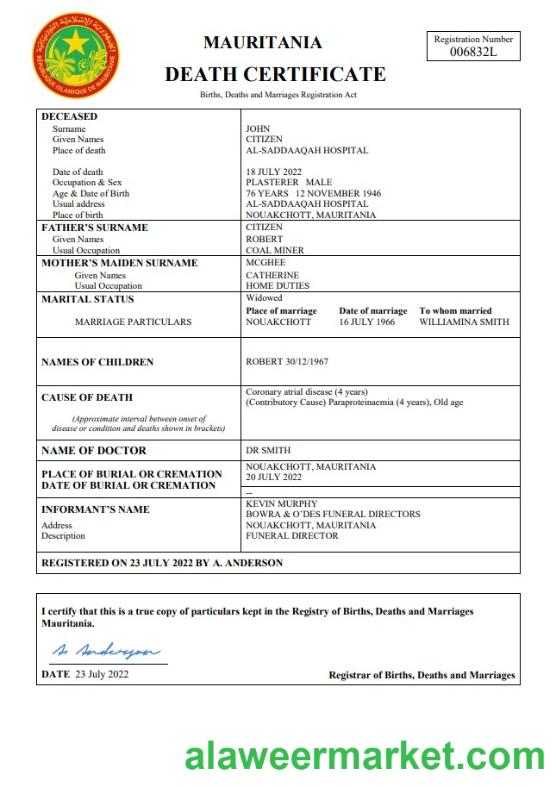 الجمهورية الإسلامية الموريتانية
REPUBLIQUE ISLAMIQUE DE MAURITANIE
MAURITANIA
DEATH CERTIFICATE
Births, Deaths and Marriages Registration Act
Registration Number
006832L
DECEASED
Surname JOHN
Given Names CITIZEN
Place of death AL-SADDAAQAH HOSPITAL
Date of death 18 JULY 2022
Occupation & Sex PLASTERER MALE
Age & Date of Birth 76 YEARS 12 NOVEMBER 1946
Usual address AL-SADDAAQAH HOSPITAL
Place of birth NOUAKCHOTT, MAURITANIA
FATHER'S SURNAME CITIZEN
Given Names ROBERT
Usual Occupation COAL MINER
MOTHER'S MAIDEN SURNAME MCGHEE
Given Names CATHERINE
Usual Occupation HOME DUTIES
MARITAL STATUS Widowed
Place of marriage Date of marriage To whom married
MARRIAGE PARTICULARS NOUAKCHOTT 16 JULY 1966 WILLIAMINA SMITH
NAMES OF CHILDREN ROBERT 30/12/1967
CAUSE OF DEATH Coronary atrial disease (4 years)
(Contributory Cause) Paraproteinaemia (4 years), Old age
(Approximate interval between onset of
disease or condition and deaths shown in brackets)
NAME OF DOCTOR DR SMITH
PLACE OF BURIAL OR CREMATION NOUAKCHOTT, MAURITANIA
DATE OF BURIAL OR CREMATION 20 JULY 2022
--
INFORMANT'S NAME KEVIN MURPHY
BOWRA & O'DES FUNERAL DIRECTORS
Address NOUAKCHOTT, MAURITANIA
Description FUNERAL DIRECTOR
REGISTERED ON 23 JULY 2022 BY A. ANDERSON
I certify that this is a true copy of particulars kept in the Registry of Births, Deaths and Marriages
Mauritania.
A. Anderson
DATE 23 July 2022 Registrar of Births, Deaths and Marriages
alaweermarket.com